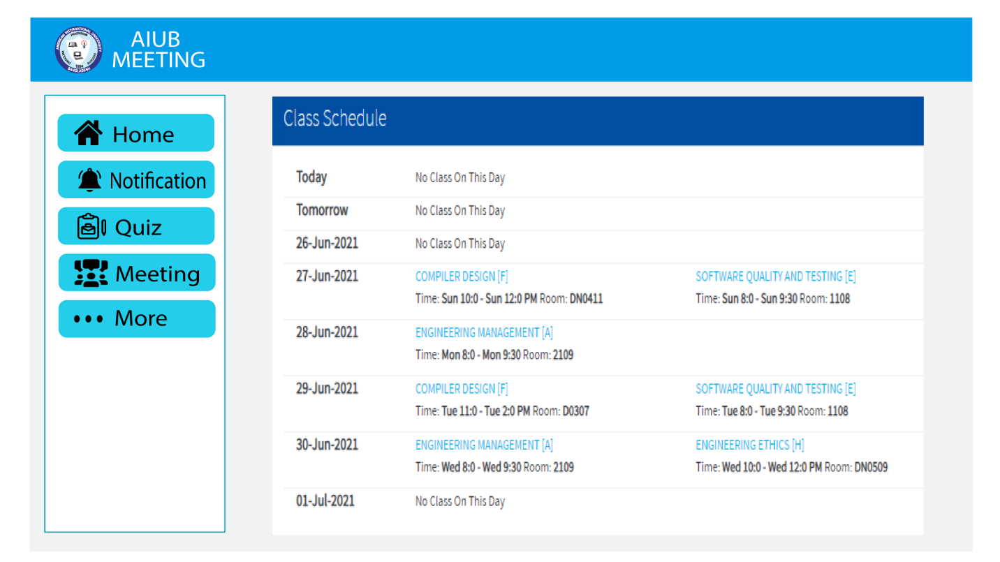 AMERICAN INTERNATIONAL UNIVERSITY
PRAESIDIUM
1994
BANGLADESH
AIUB
MEETING
Home
Notification
Quiz
Meeting
••• More
Class Schedule
Today No Class On This Day
Tomorrow No Class On This Day
26-Jun-2021 No Class On This Day
27-Jun-2021 COMPILER DESIGN [F] SOFTWARE QUALITY AND TESTING [E]
Time: Sun 10:0 - Sun 12:0 PM Room: DN0411 Time: Sun 8:0 - Sun 9:30 Room: 1108
28-Jun-2021 ENGINEERING MANAGEMENT [A]
Time: Mon 8:0 - Mon 9:30 Room: 2109
29-Jun-2021 COMPILER DESIGN [F] SOFTWARE QUALITY AND TESTING [E]
Time: Tue 11:0 - Tue 2:0 PM Room: D0307 Time: Tue 8:0 - Tue 9:30 Room: 1108
30-Jun-2021 ENGINEERING MANAGEMENT [A] ENGINEERING ETHICS [H]
Time: Wed 8:0 - Wed 9:30 Room: 2109 Time: Wed 10:0 - Wed 12:0 PM Room: DN0509
01-Jul-2021 No Class On This Day